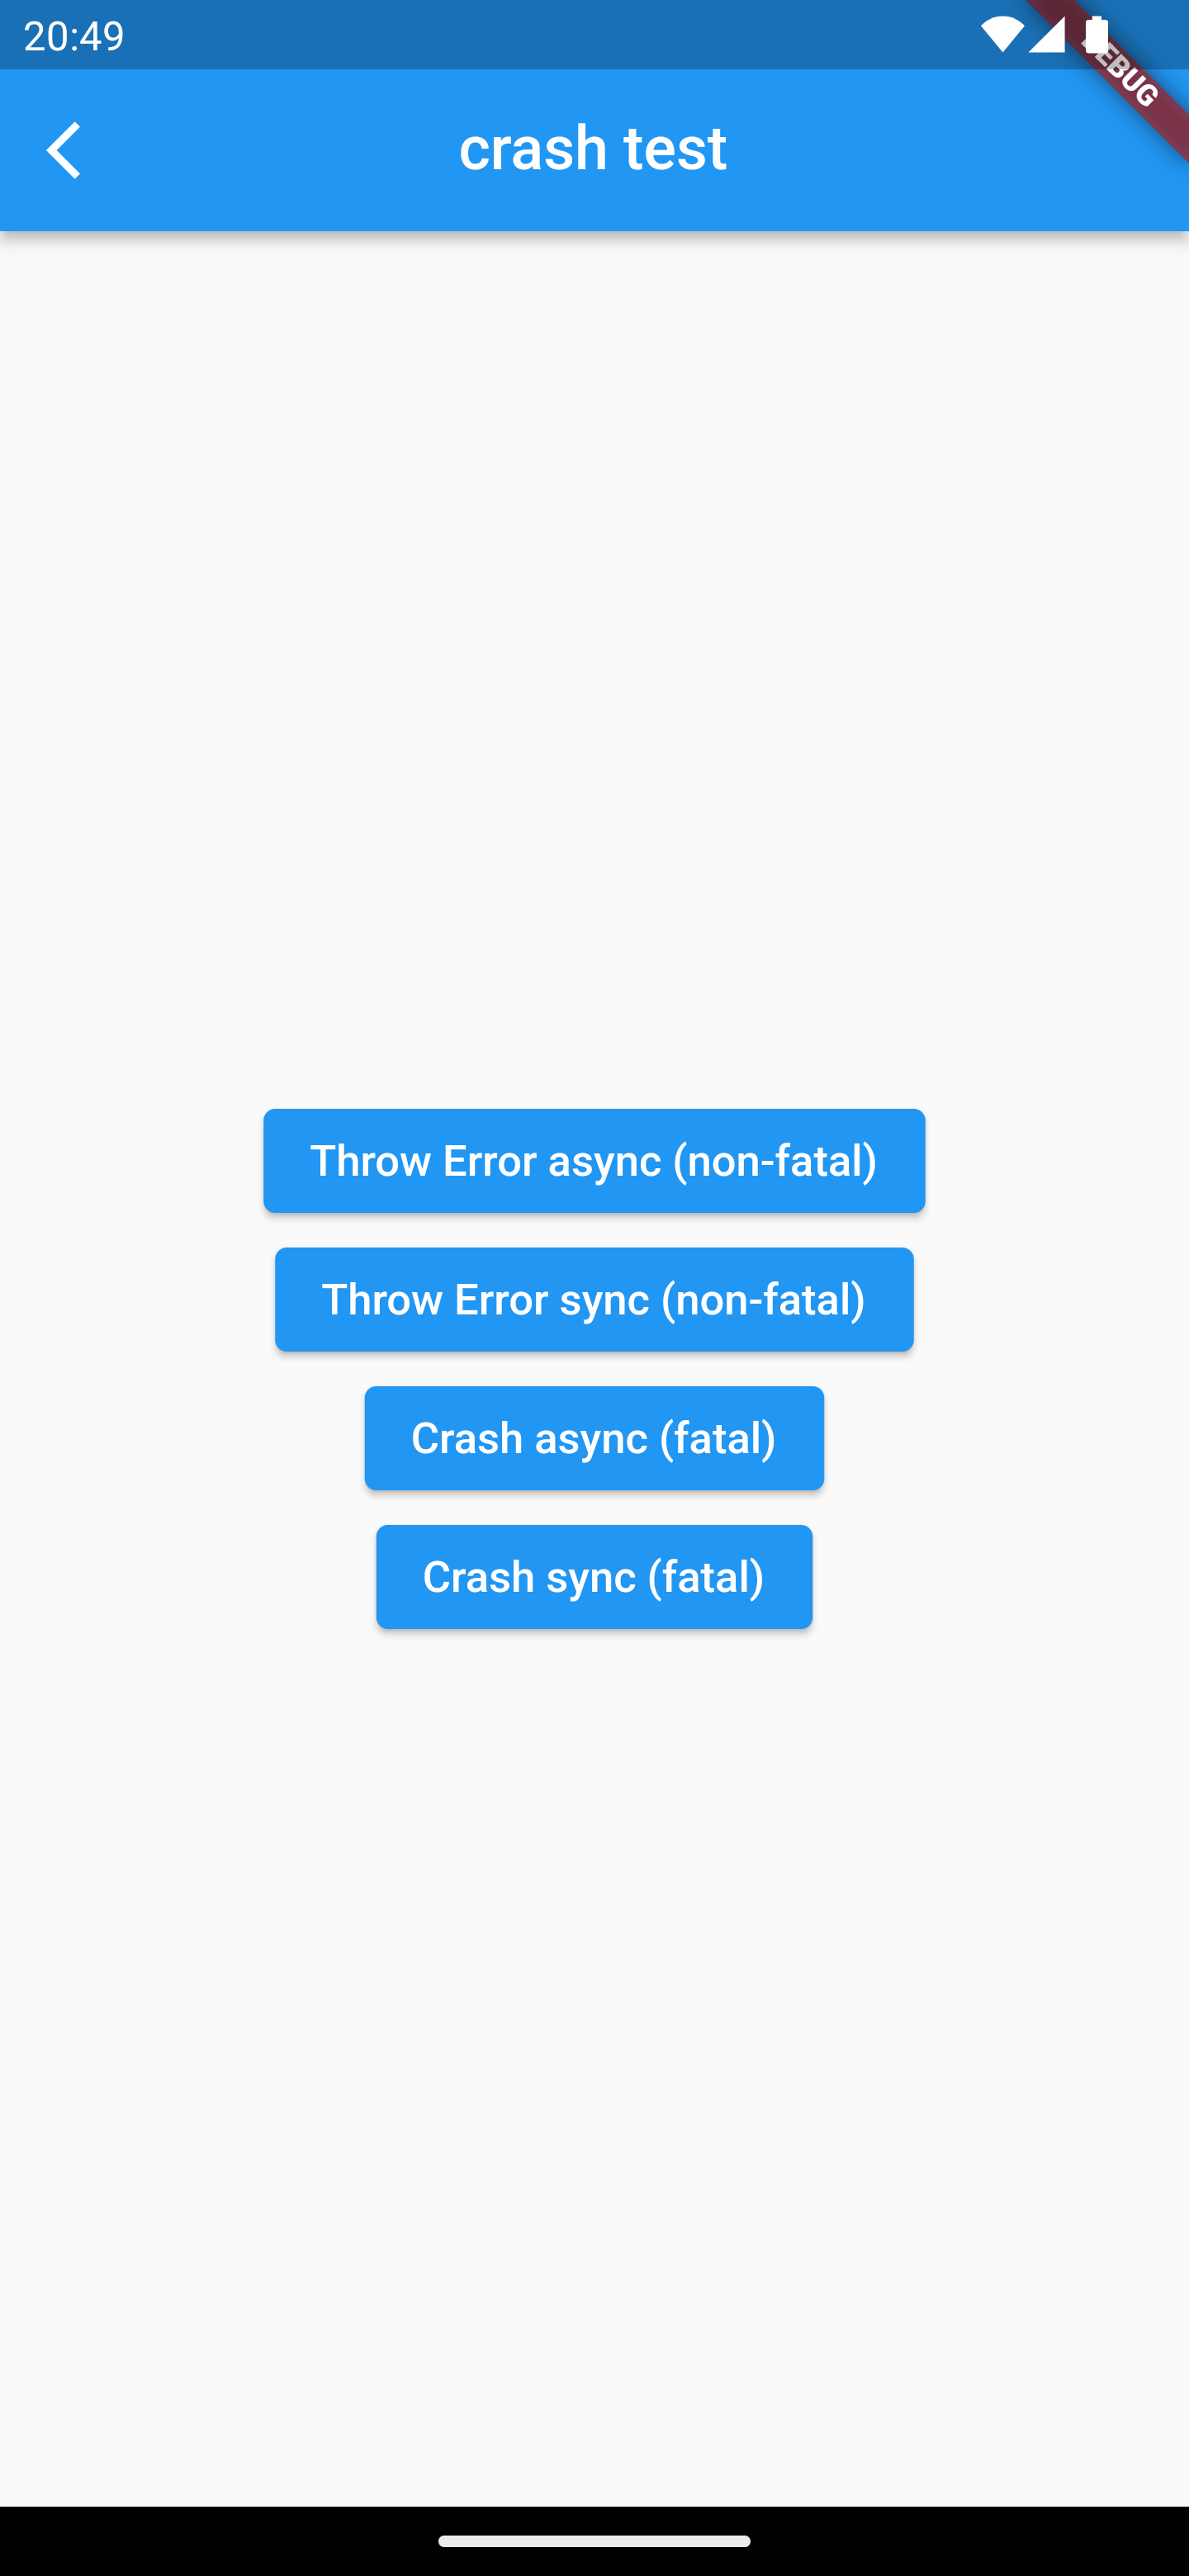 20:49
DEBUG
crash test
Throw Error async (non-fatal)
Throw Error sync (non-fatal)
Crash async (fatal)
Crash sync (fatal)